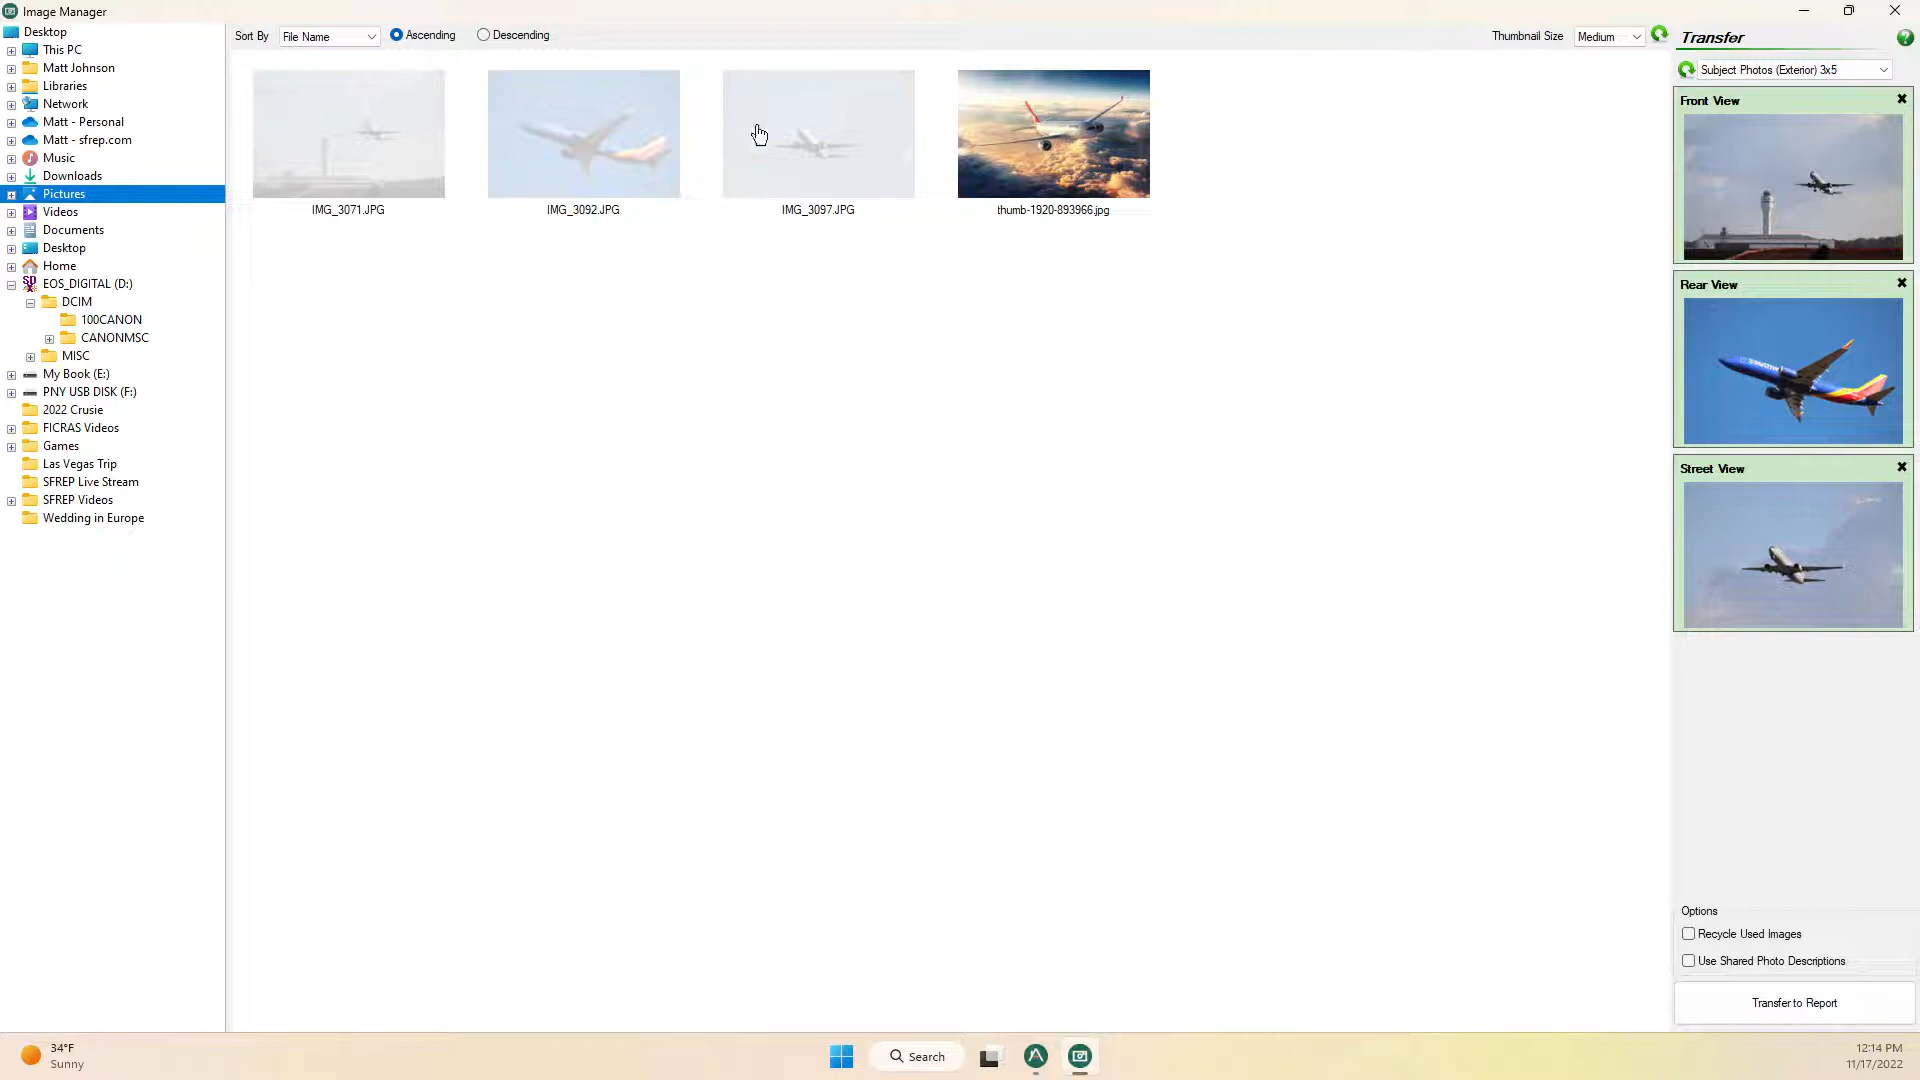 Image Manager
Desktop
This PC
Matt Johnson
Libraries
Network
Matt - Personal
Matt - sfrep.com
Music
Downloads
Pictures
Videos
Documents
Desktop
Home
EOS_DIGITAL (D:)
DCIM
100CANON
CANONMSC
MISC
My Book (E:)
PNY USB DISK (F:)
2022 Crusie
FICRAS Videos
Games
Las Vegas Trip
SFREP Live Stream
SFREP Videos
Wedding in Europe
Sort By File Name Ascending Descending Thumbnail Size Medium
IMG_3071.JPG IMG_3092.JPG IMG_3097.JPG thumb-1920-893966.jpg
Transfer
Subject Photos (Exterior) 3x5
Front View
Rear View
Street View
Options
Recycle Used Images
Use Shared Photo Descriptions
Transfer to Report
34°F
Sunny
Search
12:14 PM
11/17/2022